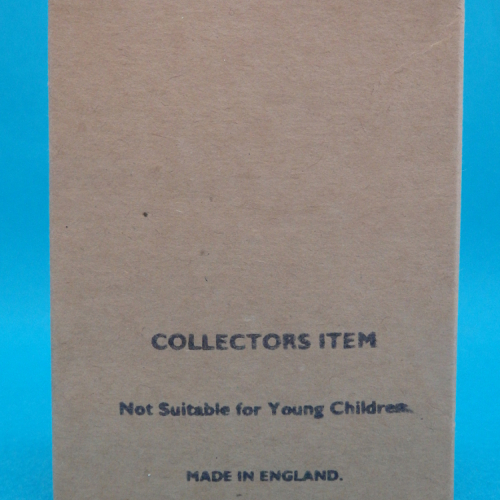 COLLECTORS ITEM
Not Suitable for Young Children.
MADE IN ENGLAND.